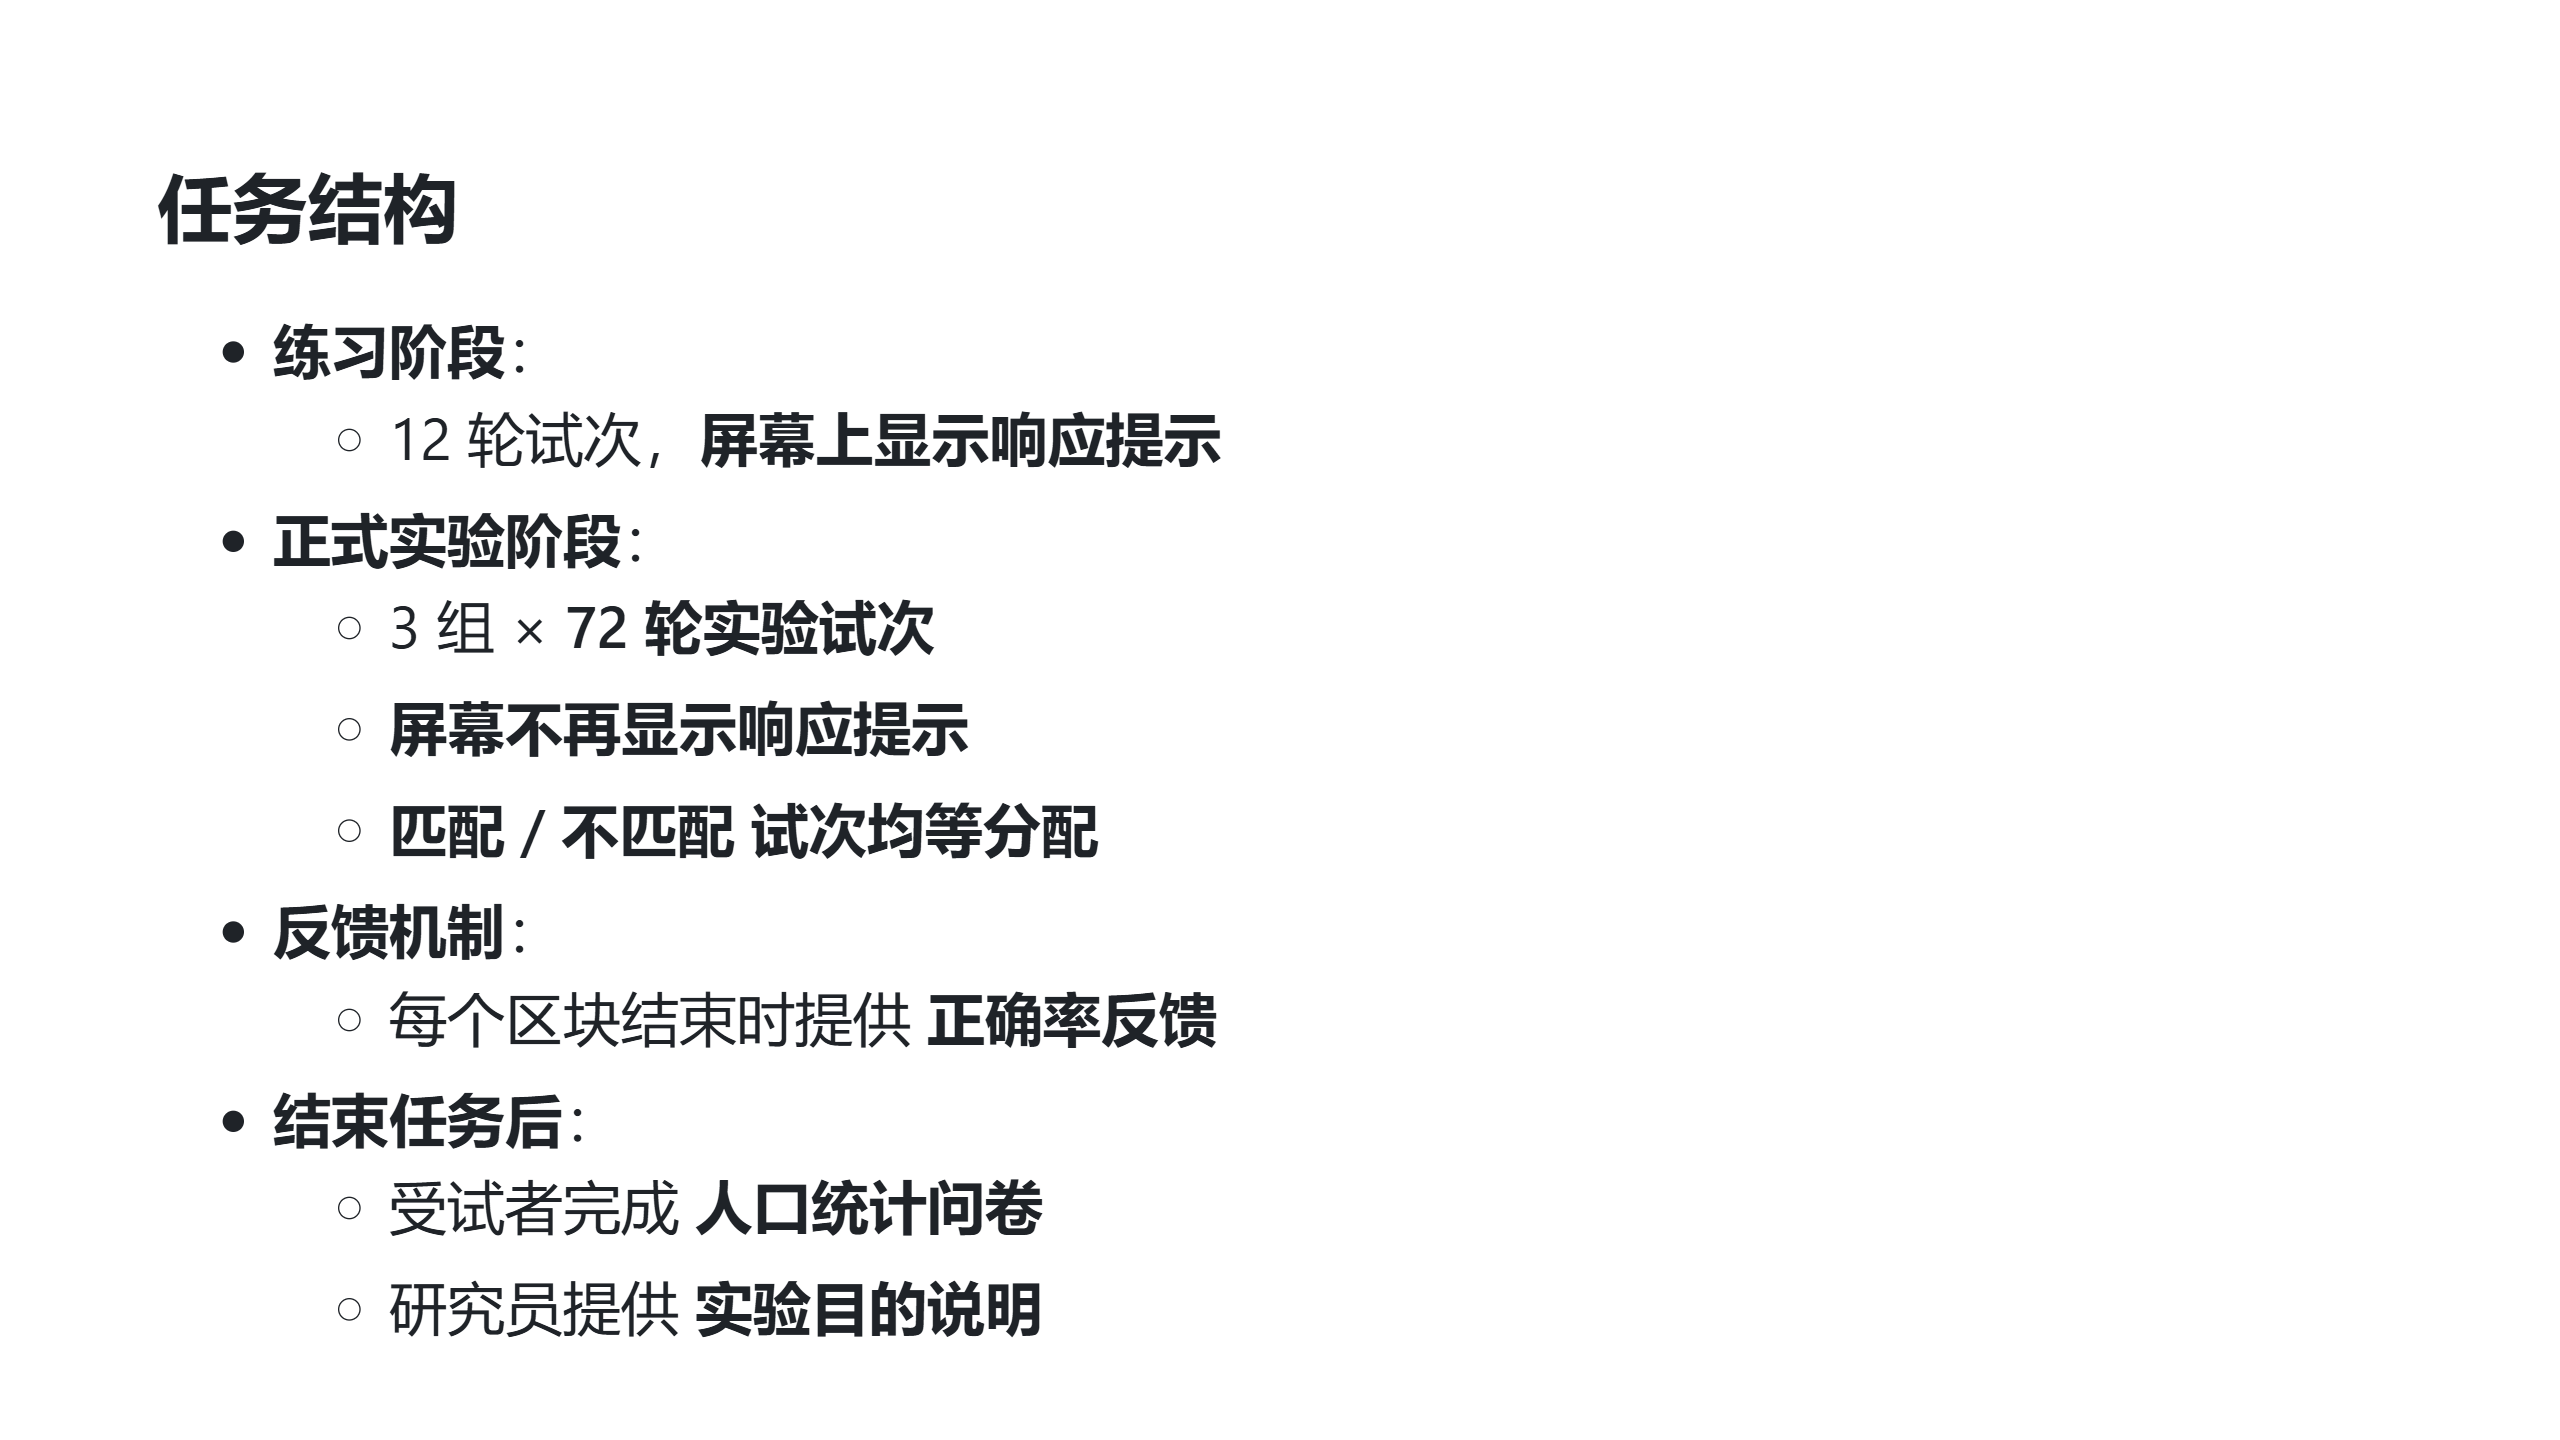 任务结构
练习阶段：
12 轮试次，屏幕上显示响应提示
正式实验阶段：
3 组 × 72 轮实验试次
屏幕不再显示响应提示
匹配 / 不匹配 试次均等分配
反馈机制：
每个区块结束时提供 正确率反馈
结束任务后：
受试者完成 人口统计问卷
研究员提供 实验目的说明